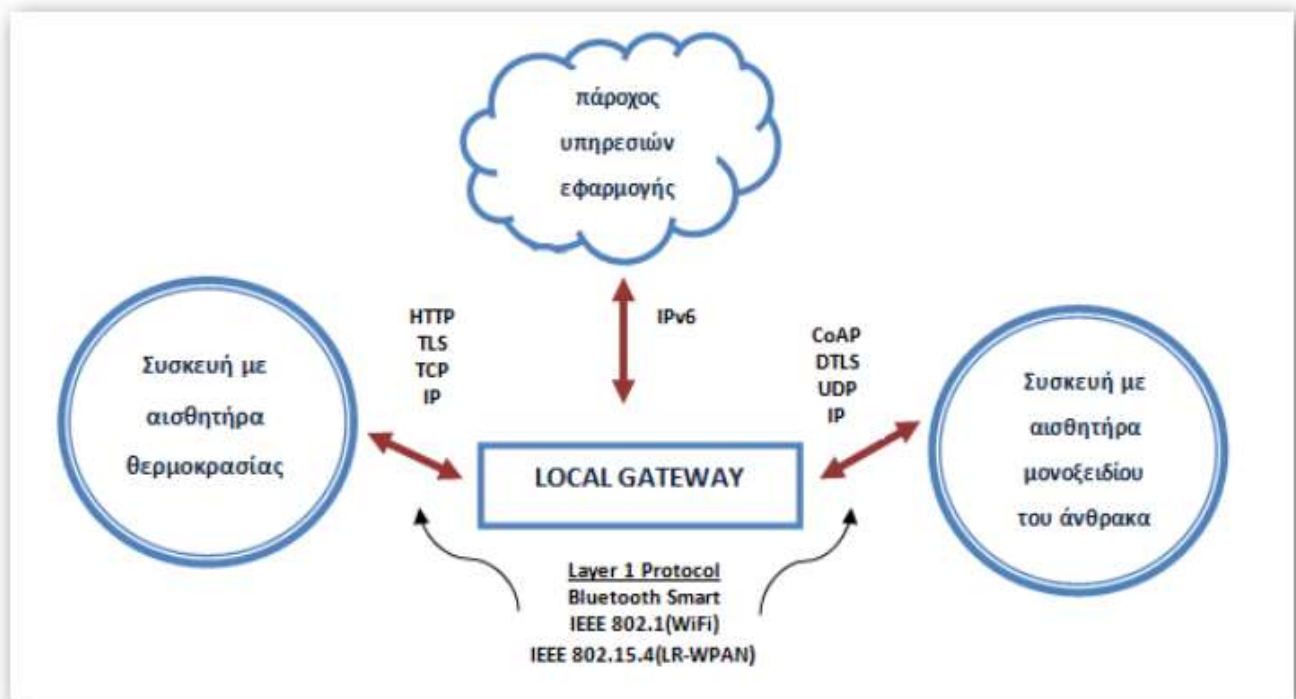 πάροχος
υπηρεσιών
εφαρμογής
HTTP
TLS
TCP
IP
IPv6
CoAP
DTLS
UDP
IP
Συσκευή με
αισθητήρα
θερμοκρασίας
LOCAL GATEWAY
Συσκευή με
αισθητήρα
μονοξειδίου
του άνθρακα
Layer 1 Protocol
Bluetooth Smart
IEEE 802.1(WiFi)
IEEE 802.15.4(LR-WPAN)